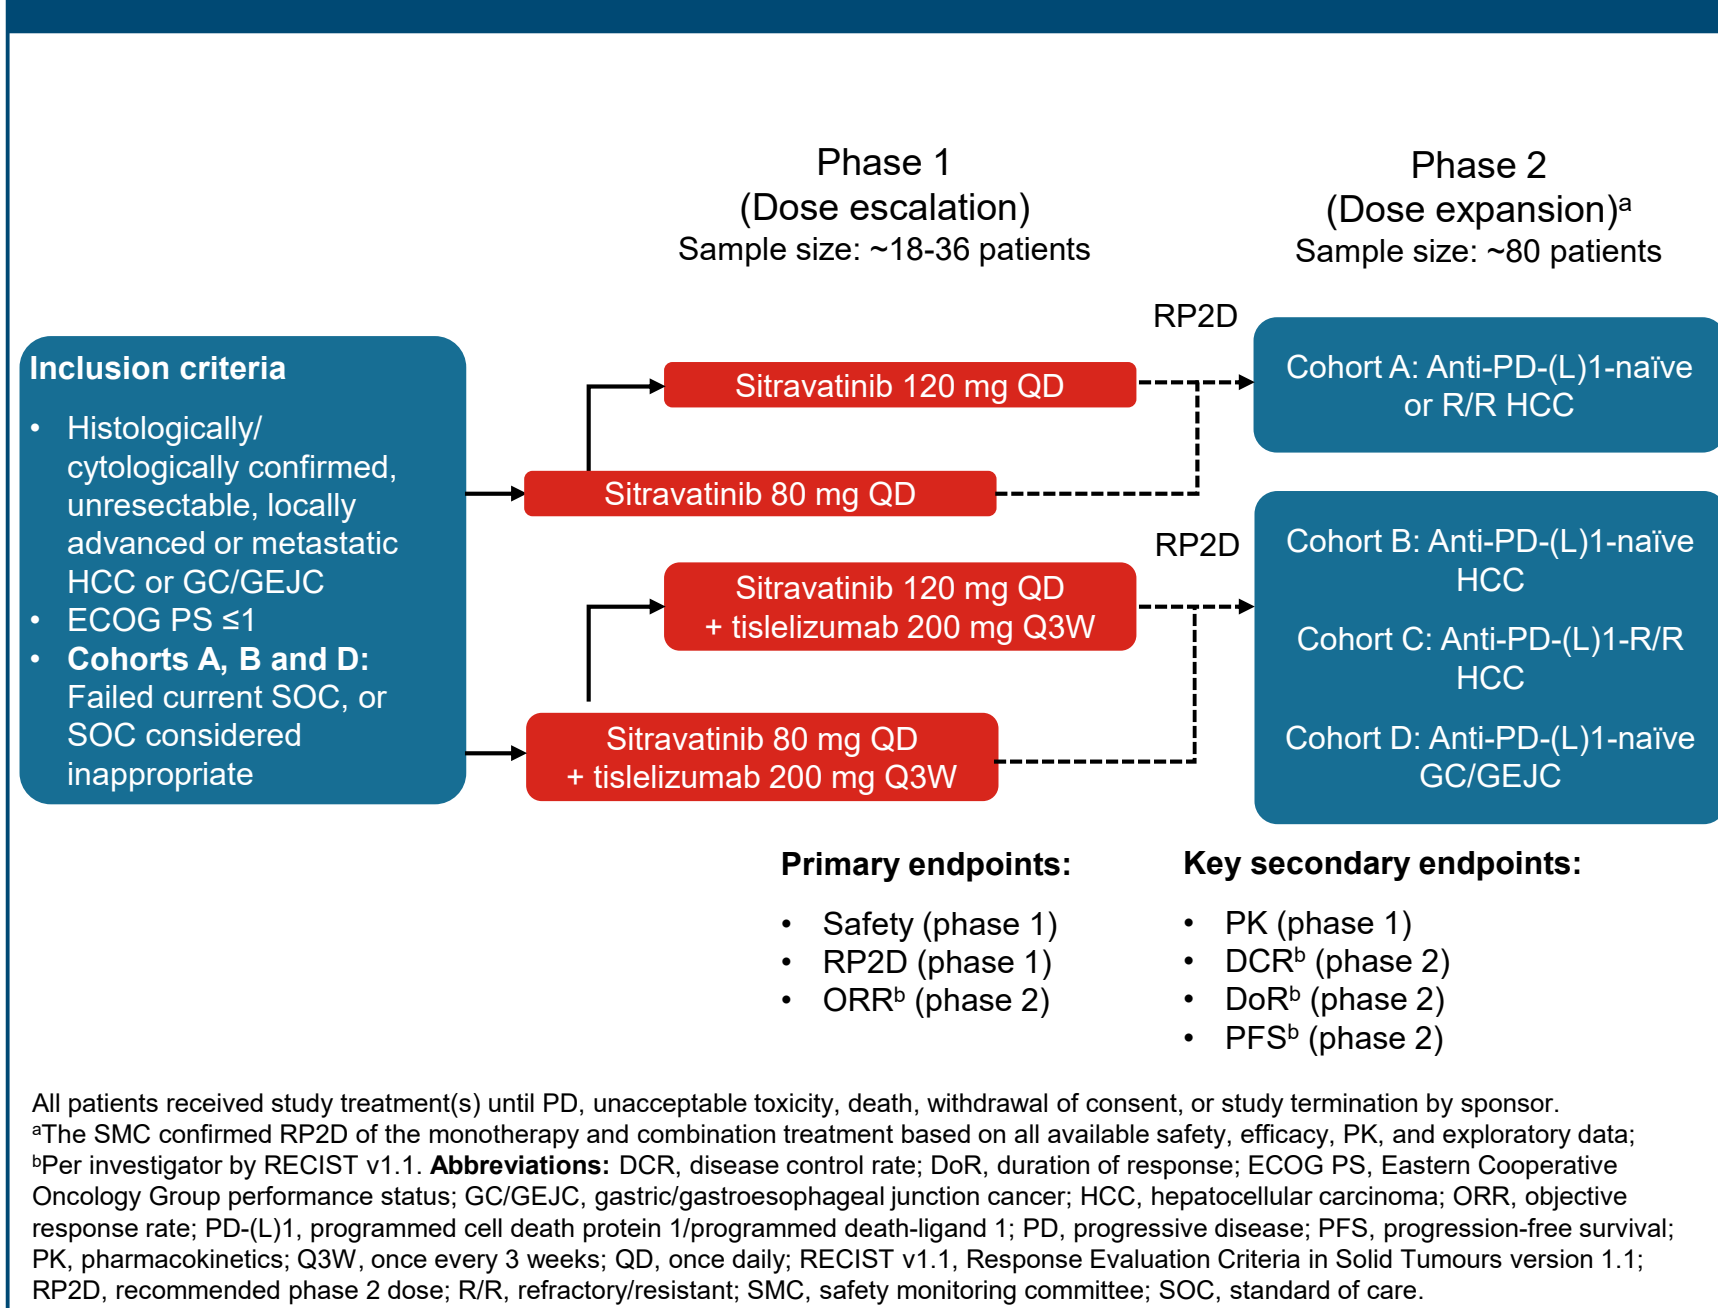 Phase 1
(Dose escalation)
Sample size: ~18-36 patients
Phase 2
(Dose expansion)ᵃ
Sample size: ~80 patients
Inclusion criteria
• Histologically/
cytologically confirmed,
unresectable, locally
advanced or metastatic
HCC or GC/GEJC
• ECOG PS ≤1
• Cohorts A, B and D:
Failed current SOC, or
SOC considered
inappropriate
Sitravatinib 120 mg QD
Sitravatinib 80 mg QD
RP2D
Cohort A: Anti-PD-(L)1-naïve
or R/R HCC
Sitravatinib 120 mg QD
+ tislelizumab 200 mg Q3W
Sitravatinib 80 mg QD
+ tislelizumab 200 mg Q3W
RP2D
Cohort B: Anti-PD-(L)1-naïve
HCC
Cohort C: Anti-PD-(L)1-R/R
HCC
Cohort D: Anti-PD-(L)1-naïve
GC/GEJC
Primary endpoints:
• Safety (phase 1)
• RP2D (phase 1)
• ORRᵇ (phase 2)
Key secondary endpoints:
• PK (phase 1)
• DCRᵇ (phase 2)
• DoRᵇ (phase 2)
• PFSᵇ (phase 2)
All patients received study treatment(s) until PD, unacceptable toxicity, death, withdrawal of consent, or study termination by sponsor.
ᵃThe SMC confirmed RP2D of the monotherapy and combination treatment based on all available safety, efficacy, PK, and exploratory data;
ᵇPer investigator by RECIST v1.1. Abbreviations: DCR, disease control rate; DoR, duration of response; ECOG PS, Eastern Cooperative
Oncology Group performance status; GC/GEJC, gastric/gastroesophageal junction cancer; HCC, hepatocellular carcinoma; ORR, objective
response rate; PD-(L)1, programmed cell death protein 1/programmed death-ligand 1; PD, progressive disease; PFS, progression-free survival;
PK, pharmacokinetics; Q3W, once every 3 weeks; QD, once daily; RECIST v1.1, Response Evaluation Criteria in Solid Tumours version 1.1;
RP2D, recommended phase 2 dose; R/R, refractory/resistant; SMC, safety monitoring committee; SOC, standard of care.